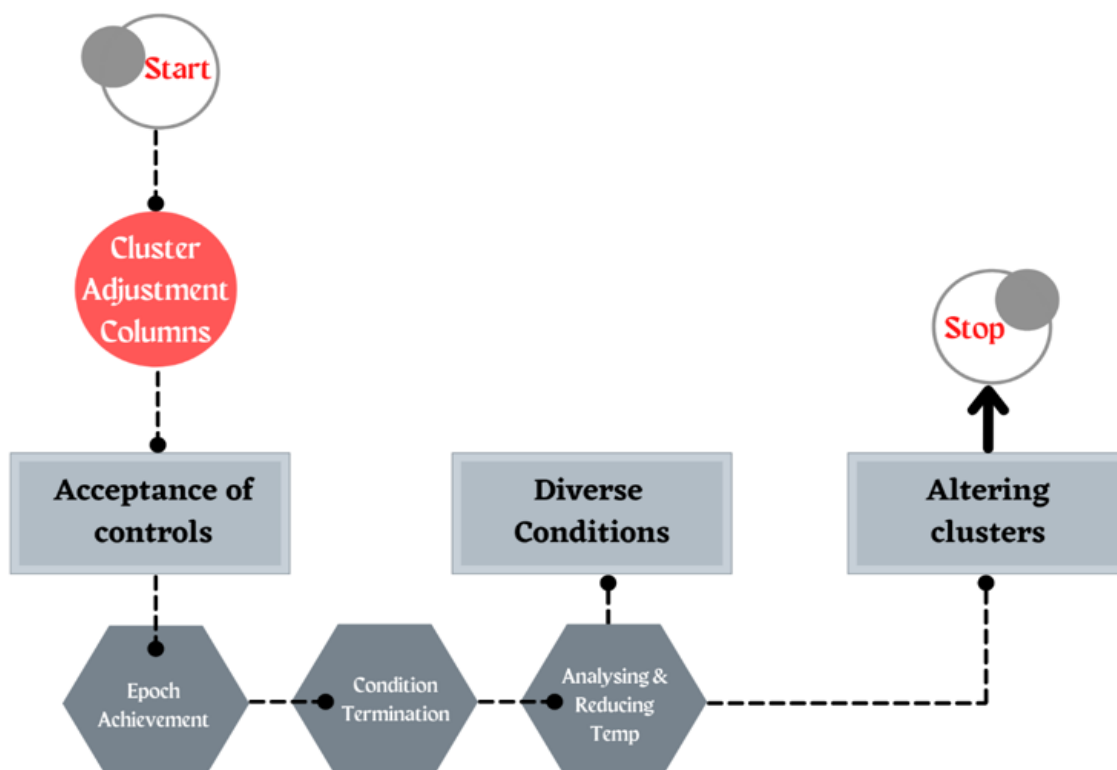 Start
Cluster
Adjustment
Columns
Stop
Acceptance of
controls
Diverse
Conditions
Altering
clusters
Epoch
Achievement
Condition
Termination
Analysing &
Reducing
Temp